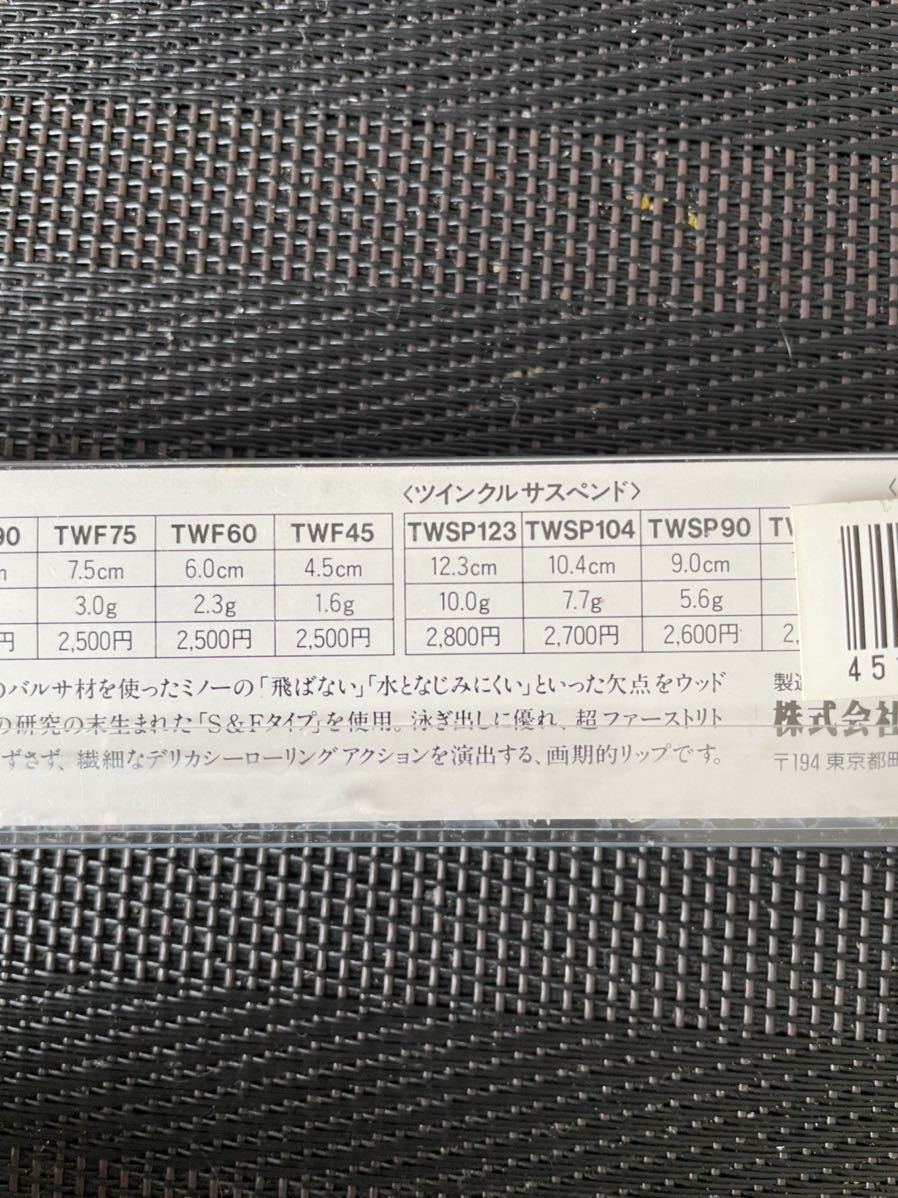 〈ツインクルサスペンド〉
90 TWF75 TWF60 TWF45 TWSP123 TWSP104 TWSP90
7.5cm 6.0cm 4.5cm 12.3cm 10.4cm 9.0cm
3.0g 2.3g 1.6g 10.0g 7.7g 5.6g
円 2,500円 2,500円 2,500円 2,800円 2,700円 2,600円 2,
のバルサ材を使ったミノーの「飛ばない」「水となじみにくい」といった欠点をウッド
の研究の末生まれた「S&Fタイプ」を使用。泳ぎ出しに優れ、超ファーストリト
ずさず、繊細なデリカシーローリングアクションを演出する、画期的リップです。
製造
株式会社
〒194 東京都町
45